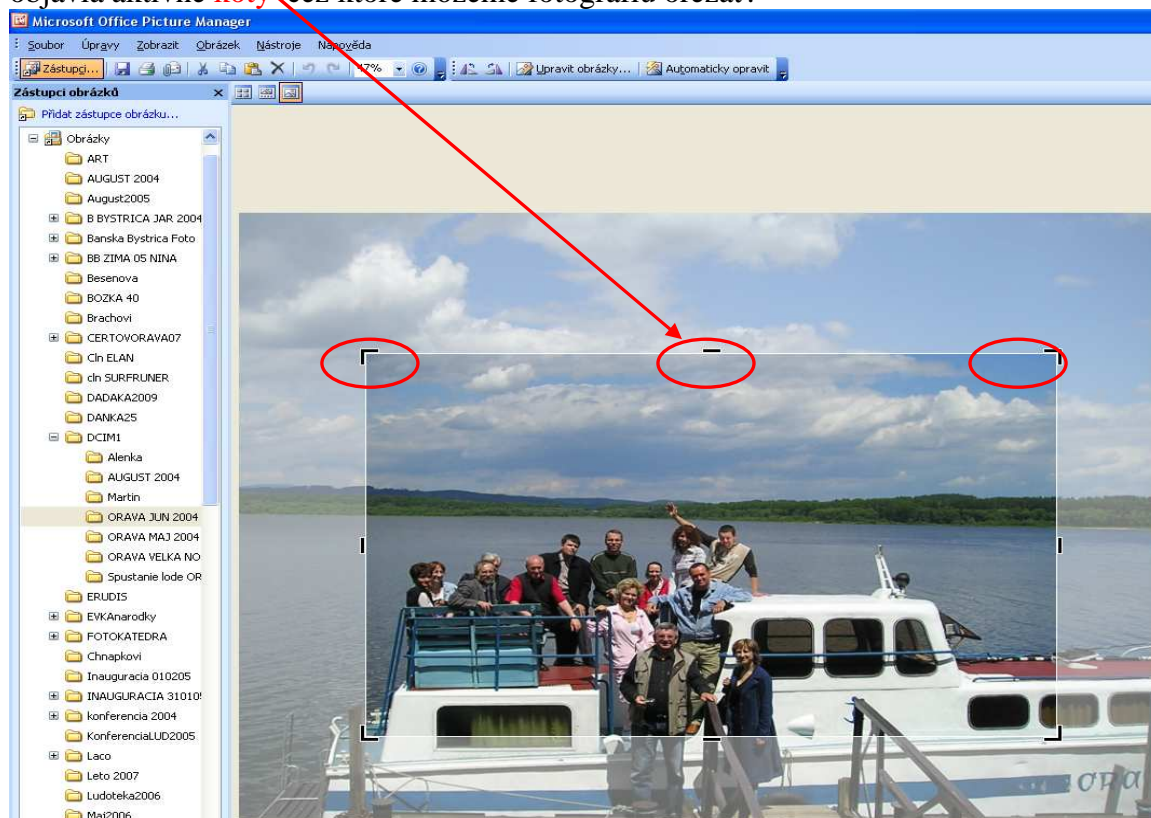 objavia aktívne kóty cez ktoré môžeme fotografiu orezať.
Microsoft Office Picture Manager
Soubor Úpravy Zobrazit Obrázek Nástroje Nápověda
Zástupci... 47% Upravit obrázky... Automaticky opravit
Zástupci obrázků
Přidat zástupce obrázku...
Obrázky
ART
AUGUST 2004
August2005
B BYSTRICA JAR 2004
Banska Bystrica Foto
BB ZIMA 05 NINA
Besenova
BOZKA 40
Brachovi
CERTOVORAVA07
Cln ELAN
cln SURFRUNER
DADAKA2009
DANKA25
DCIM1
Alenka
AUGUST 2004
Martin
ORAVA JUN 2004
ORAVA MAJ 2004
ORAVA VELKA NO
Spustanie lode OR
ERUDIS
EVKAnarodky
FOTOKATEDRA
Chnapkovi
Inauguracia 010205
INAUGURACIA 31010
konferencia 2004
KonferenciaLUD2005
Laco
Leto 2007
Ludoteka2006
Maj2006
ORA